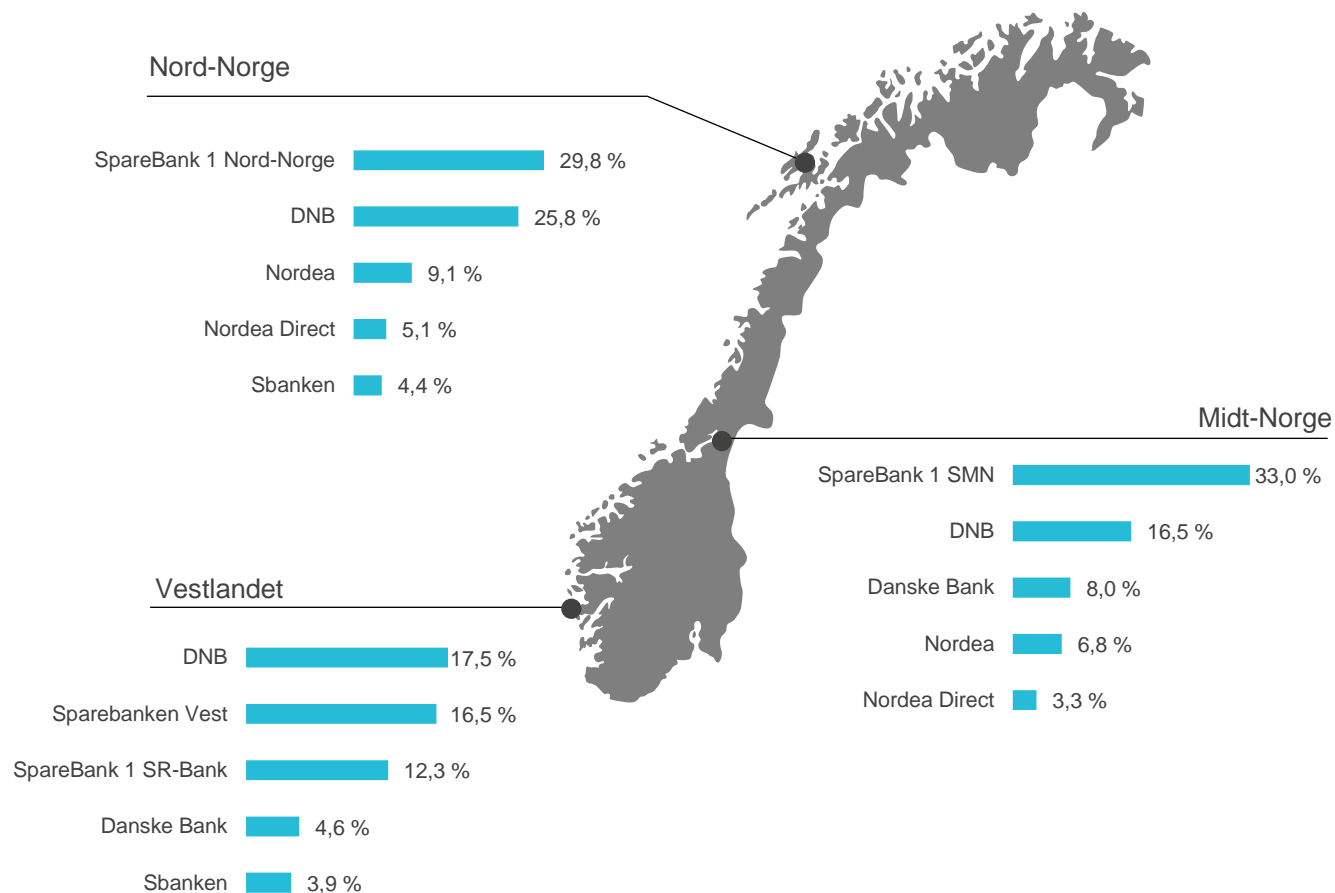 Nord-Norge
SpareBank 1 Nord-Norge 29,8 %
DNB 25,8 %
Nordea 9,1 %
Nordea Direct 5,1 %
Sbanken 4,4 %
Midt-Norge
SpareBank 1 SMN 33,0 %
DNB 16,5 %
Danske Bank 8,0 %
Nordea 6,8 %
Nordea Direct 3,3 %
Vestlandet
DNB 17,5 %
Sparebanken Vest 16,5 %
SpareBank 1 SR-Bank 12,3 %
Danske Bank 4,6 %
Sbanken 3,9 %